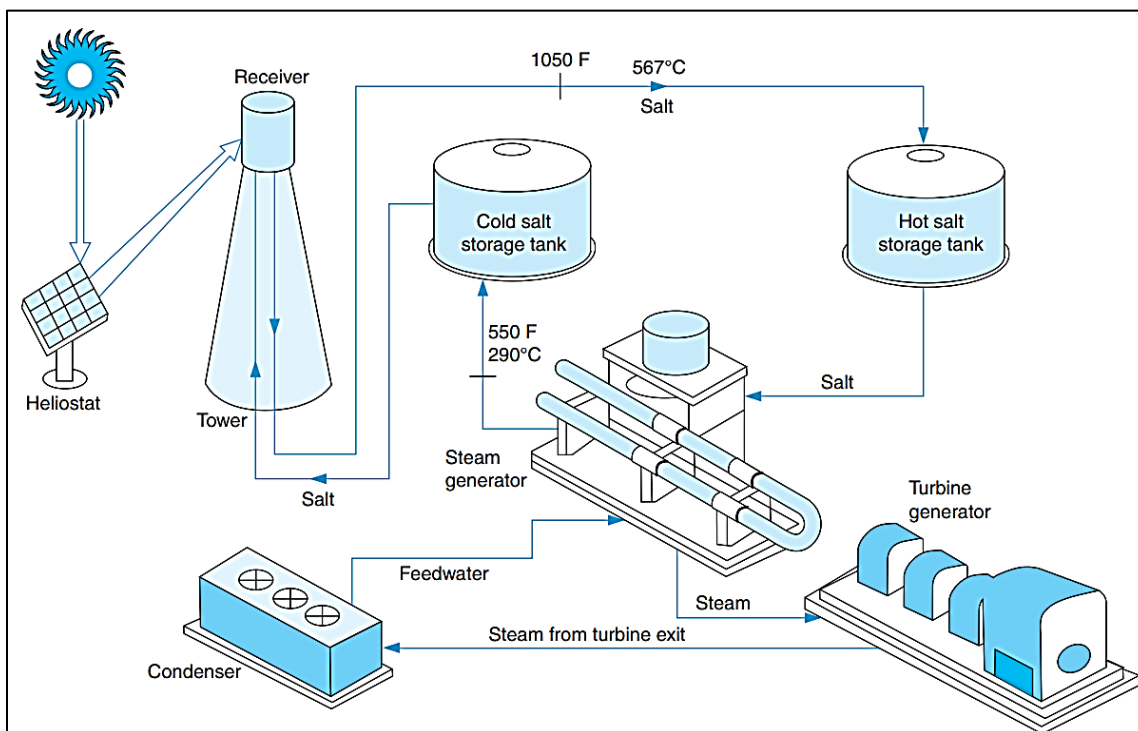 1050 F
567°C
Receiver
Salt
Cold salt
storage tank
Hot salt
storage tank
550 F
290°C
Salt
Heliostat
Tower
Steam
generator
Salt
Turbine
generator
Feedwater
Steam
Steam from turbine exit
Condenser